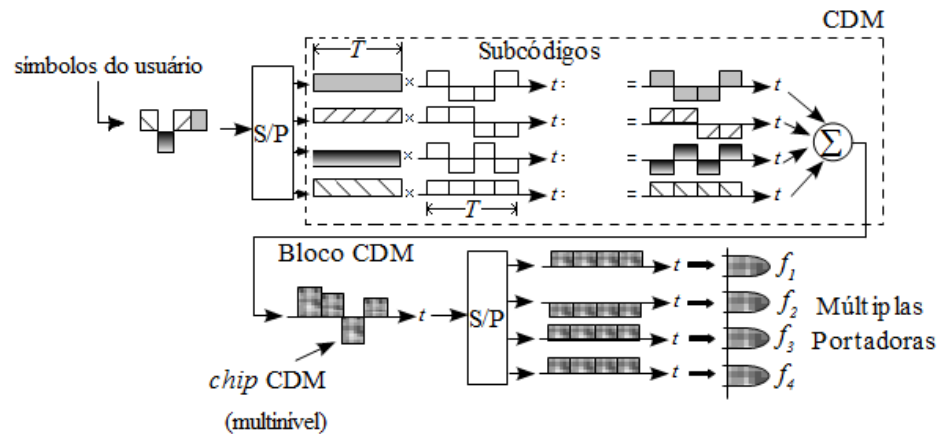 CDM
T
Subcódigos
símbolos do usuário
S/P
× t = = t
× t = = t
× t = = t
× t = = t
Σ
T
Bloco CDM
t
S/P
t f1
t f2
t f3
t f4
Múltiplas
Portadoras
chip CDM
(multinível)